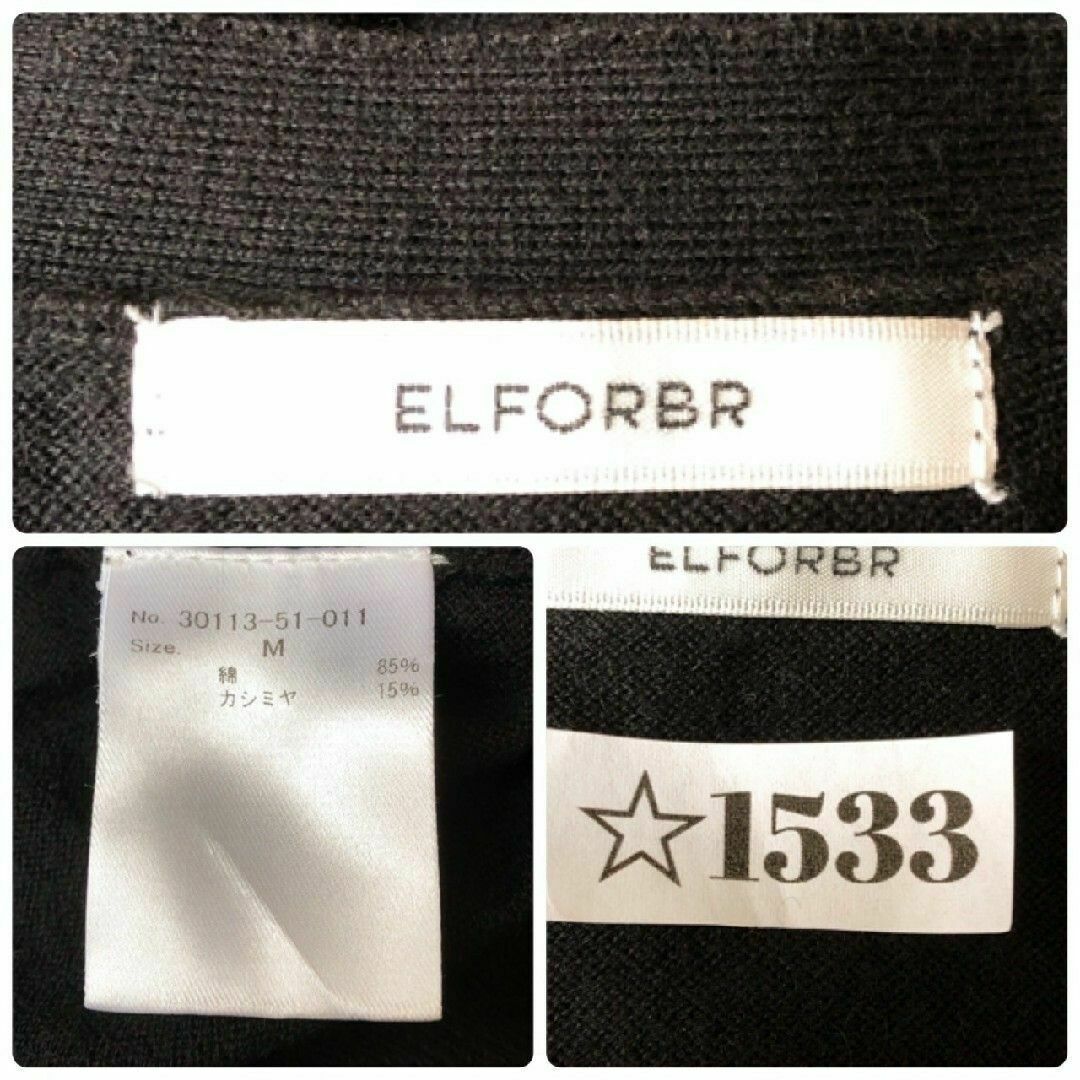 ELFORBR
No. 30113-51-011
Size. M
綿 85%
カシミヤ 15%
ELFORBR
☆1533